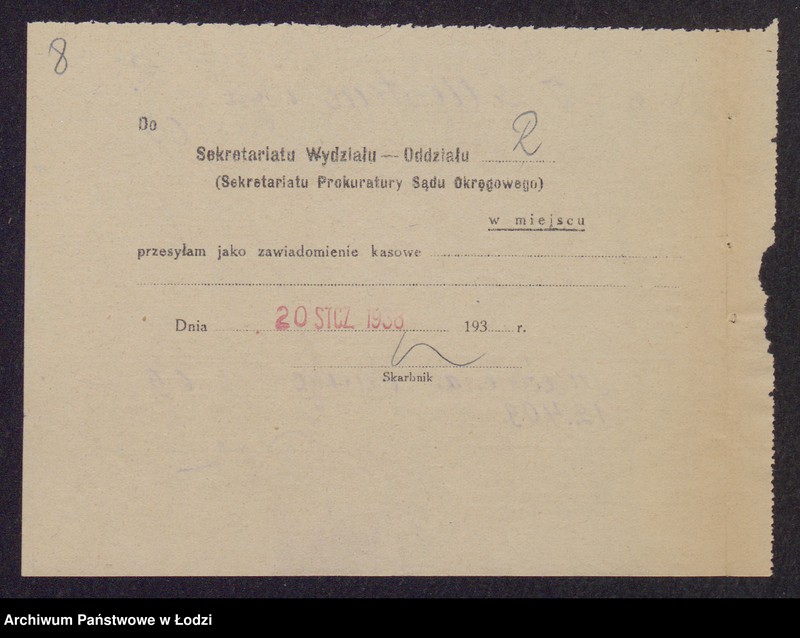 8
Do
Sekretariatu Wydziału — Oddziału R
(Sekretariatu Prokuratury Sądu Okręgowego)
w miejscu
przesyłam jako zawiadomienie kasowe
Dnia 20 STCZ. 1938 193 r.
Skarbnik
Archiwum Państwowe w Łodzi